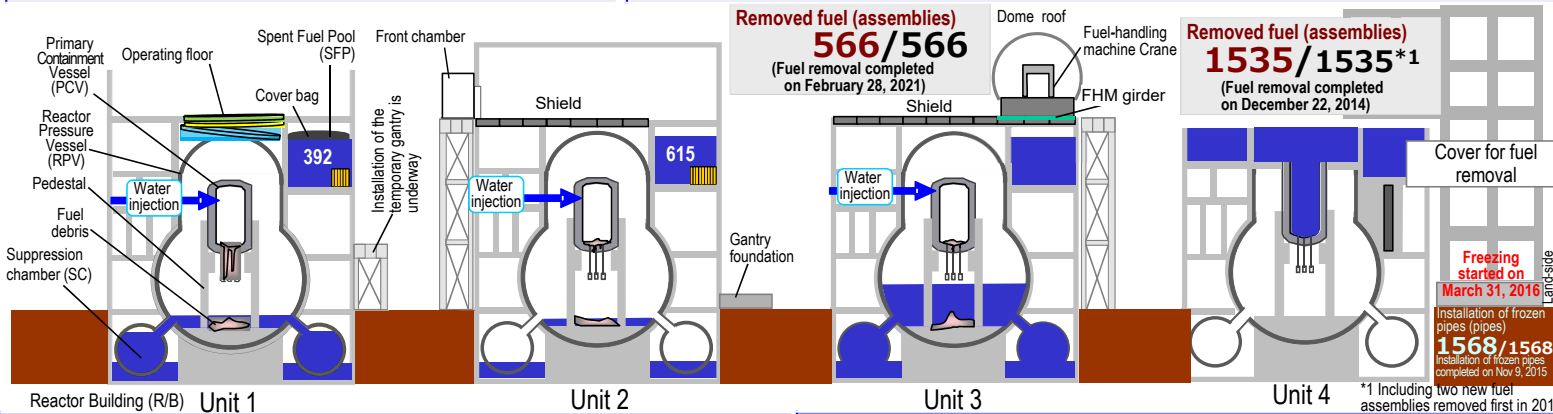 Primary
Containment
Vessel
(PCV)
Operating floor
Spent Fuel Pool
(SFP)
Cover bag
Reactor
Pressure
Vessel
(RPV)
392
Pedestal
Water
injection
Fuel
debris
Suppression
chamber (SC)
Installation of the
temporary gantry is
underway
Reactor Building (R/B)
Unit 1
Front chamber
Shield
615
Water
injection
Gantry
foundation
Unit 2
Removed fuel (assemblies)
566/566
(Fuel removal completed
on February 28, 2021)
Dome roof
Fuel-handling
machine Crane
FHM girder
Shield
Water
injection
Unit 3
Removed fuel (assemblies)
1535/1535*1
(Fuel removal completed
on December 22, 2014)
Cover for fuel
removal
Freezing
started on
March 31, 2016
Land-side
Installation of frozen
pipes (pipes)
1568/1568
Installation of frozen pipes
completed on Nov 9, 2015
Unit 4
*1 Including two new fuel
assemblies removed first in 201